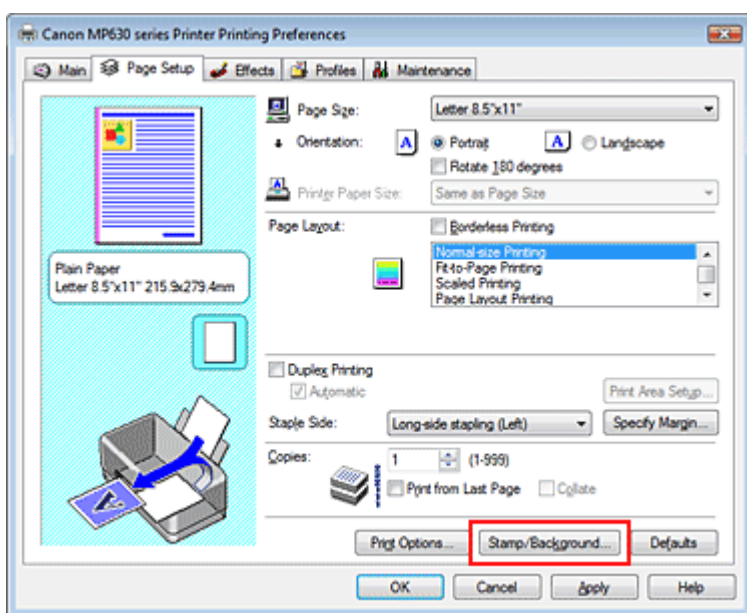 Canon MP630 series Printer Printing Preferences
Main Page Setup Effects Profiles Maintenance
Page Size: Letter 8.5"x11"
Orientation: A Portrait A Landscape
Rotate 180 degrees
Printer Paper Size: Same as Page Size
Page Layout: Borderless Printing
Normal-size Printing
Fit-to-Page Printing
Scaled Printing
Page Layout Printing
Plain Paper
Letter 8.5"x11" 215.9x279.4mm
Duplex Printing
Automatic
Print Area Setup...
Staple Side: Long-side stapling (Left) Specify Margin...
Copies: 1 (1-999)
Print from Last Page Collate
Print Options... Stamp/Background... Defaults
OK Cancel Apply Help